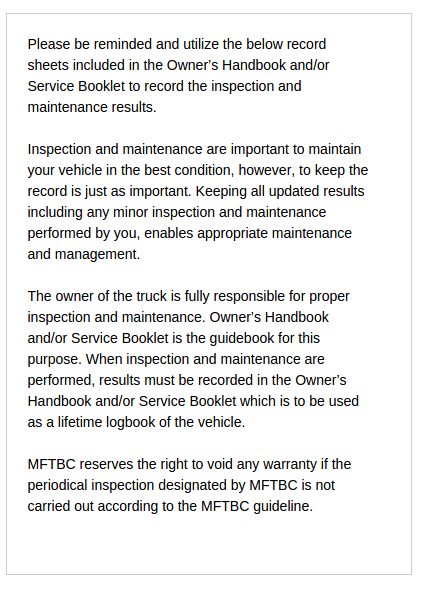 Please be reminded and utilize the below record
sheets included in the Owner's Handbook and/or
Service Booklet to record the inspection and
maintenance results.
Inspection and maintenance are important to maintain
your vehicle in the best condition, however, to keep the
record is just as important. Keeping all updated results
including any minor inspection and maintenance
performed by you, enables appropriate maintenance
and management.
The owner of the truck is fully responsible for proper
inspection and maintenance. Owner's Handbook
and/or Service Booklet is the guidebook for this
purpose. When inspection and maintenance are
performed, results must be recorded in the Owner's
Handbook and/or Service Booklet which is to be used
as a lifetime logbook of the vehicle.
MFTBC reserves the right to void any warranty if the
periodical inspection designated by MFTBC is not
carried out according to the MFTBC guideline.